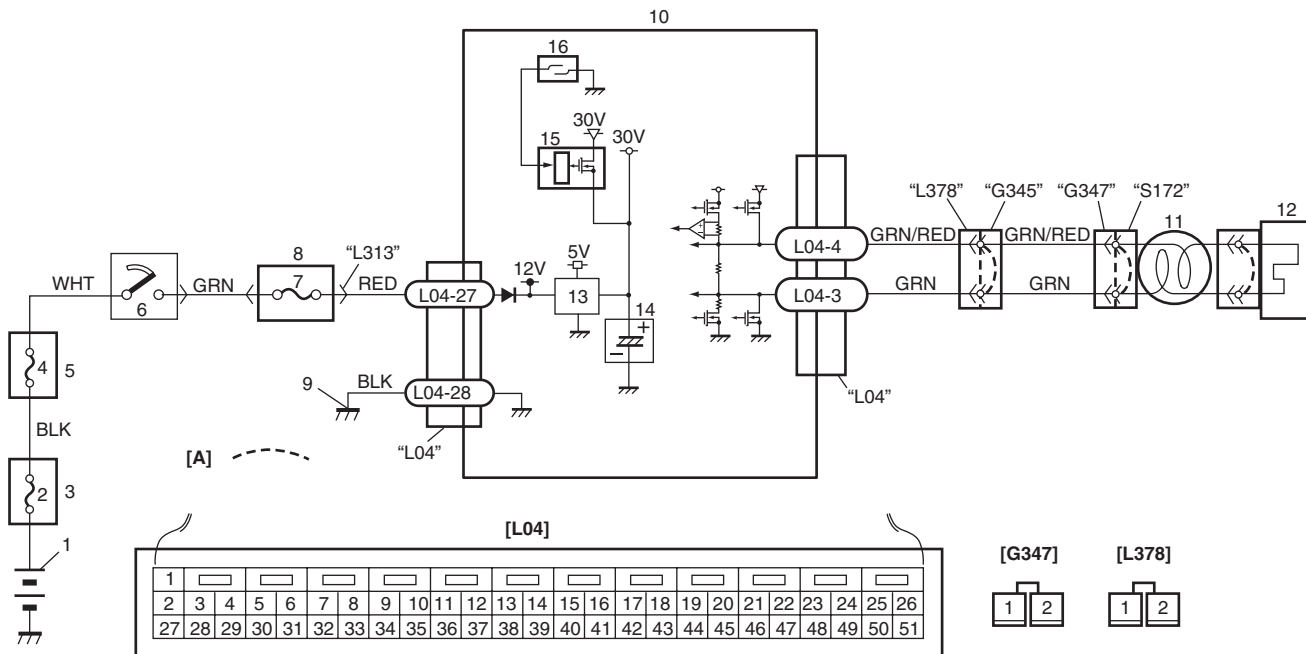 10
16
30V
30V
15
"L378"
"G345"
"G347"
"S172"
11
12
8
"L313"
5V
12V
L04-4
GRN/RED
GRN/RED
WHT
GRN
7
RED
L04-27
13
14
+
−
L04-3
GRN
GRN
6
4
5
9
BLK
L04-28
"L04"
"L04"
BLK
[A]
2
3
1
[L04]
[G347]
[L378]
1
2 3 4 5 6 7 8 9 10 11 12 13 14 15 16 17 18 19 20 21 22 23 24 25 26
27 28 29 30 31 32 33 34 35 36 37 38 39 40 41 42 43 44 45 46 47 48 49 50 51
1 2
1 2